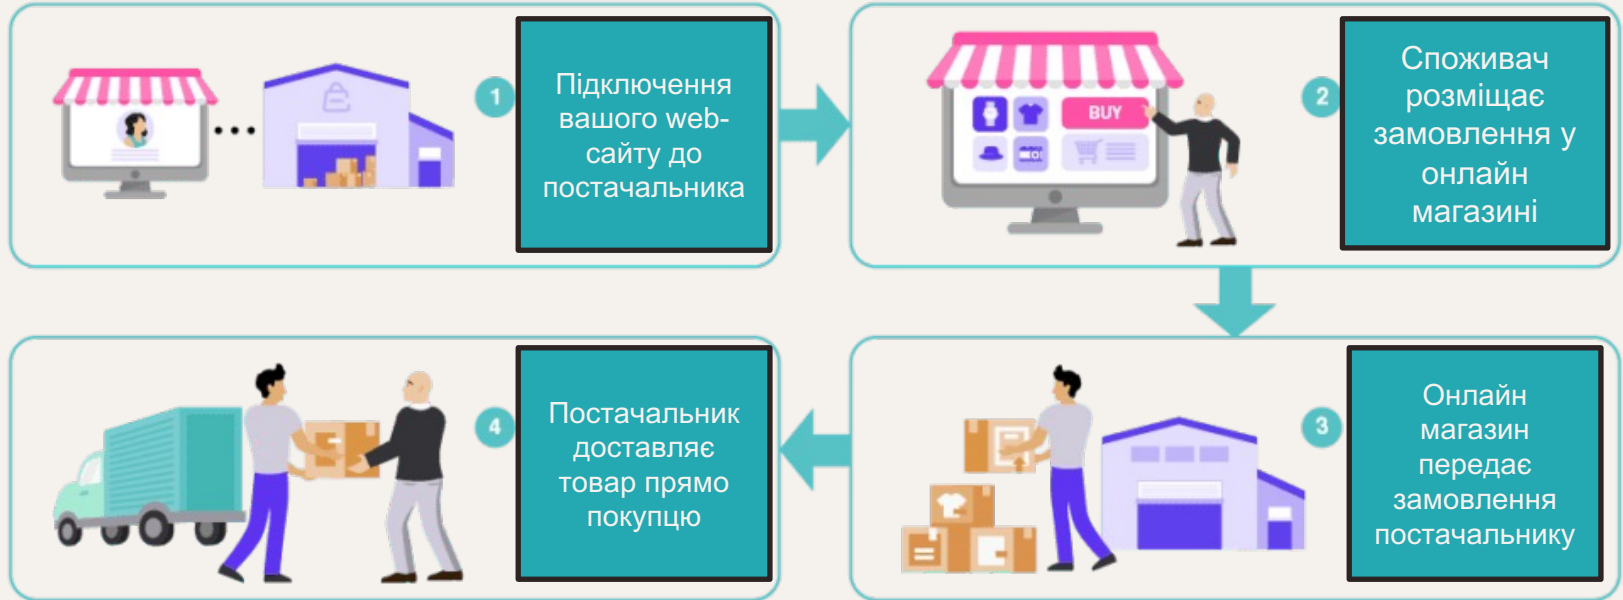 1
Підключення
вашого web-
сайту до
постачальника
BUY
2
Споживач
розміщає
замовлення у
онлайн
магазині
3
Онлайн
магазин
передає
замовлення
постачальнику
4
Постачальник
доставляє
товар прямо
покупцю